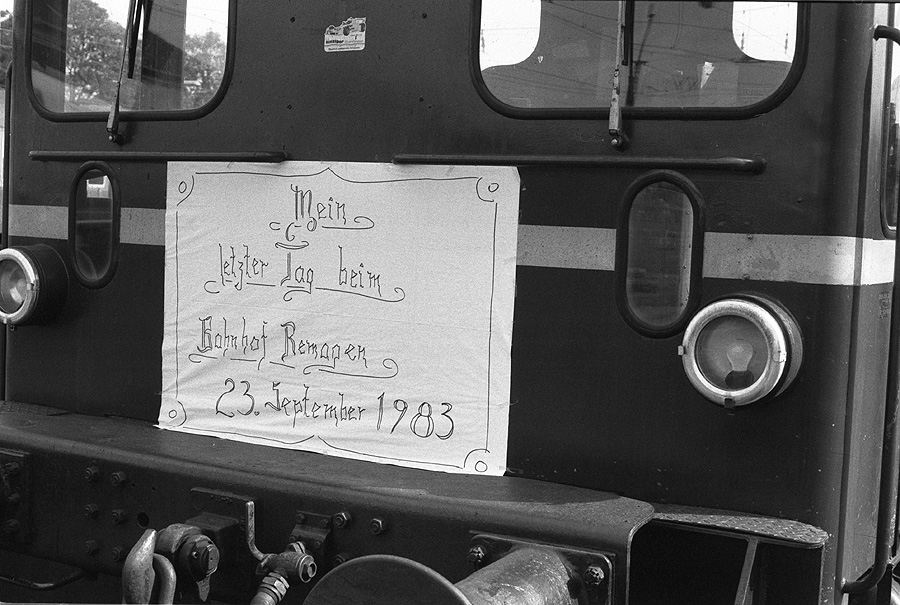 Mein
letzter Tag beim
Bahnhof Remagen
23. September 1983